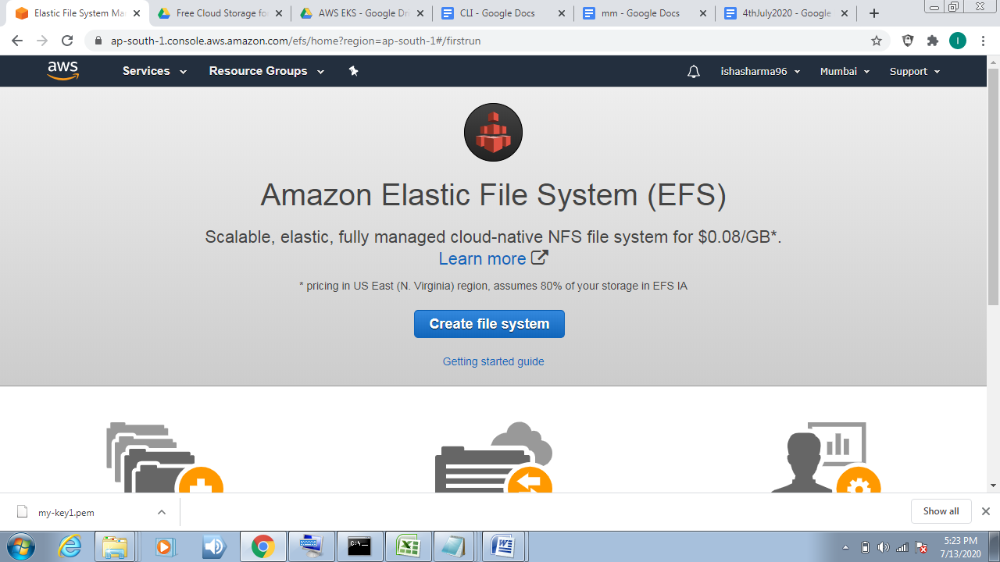 Elastic File System Ma
Free Cloud Storage fo
AWS EKS - Google Dr
CLI - Google Docs
mm - Google Docs
4thJuly2020 - Google
ap-south-1.console.aws.amazon.com/efs/home?region=ap-south-1#/firstrun
I
aws
Services
Resource Groups
ishasharma96
Mumbai
Support
Amazon Elastic File System (EFS)
Scalable, elastic, fully managed cloud-native NFS file system for $0.08/GB*.
Learn more
* pricing in US East (N. Virginia) region, assumes 80% of your storage in EFS IA
Create file system
Getting started guide
my-key1.pem
Show all
5:23 PM
7/13/2020